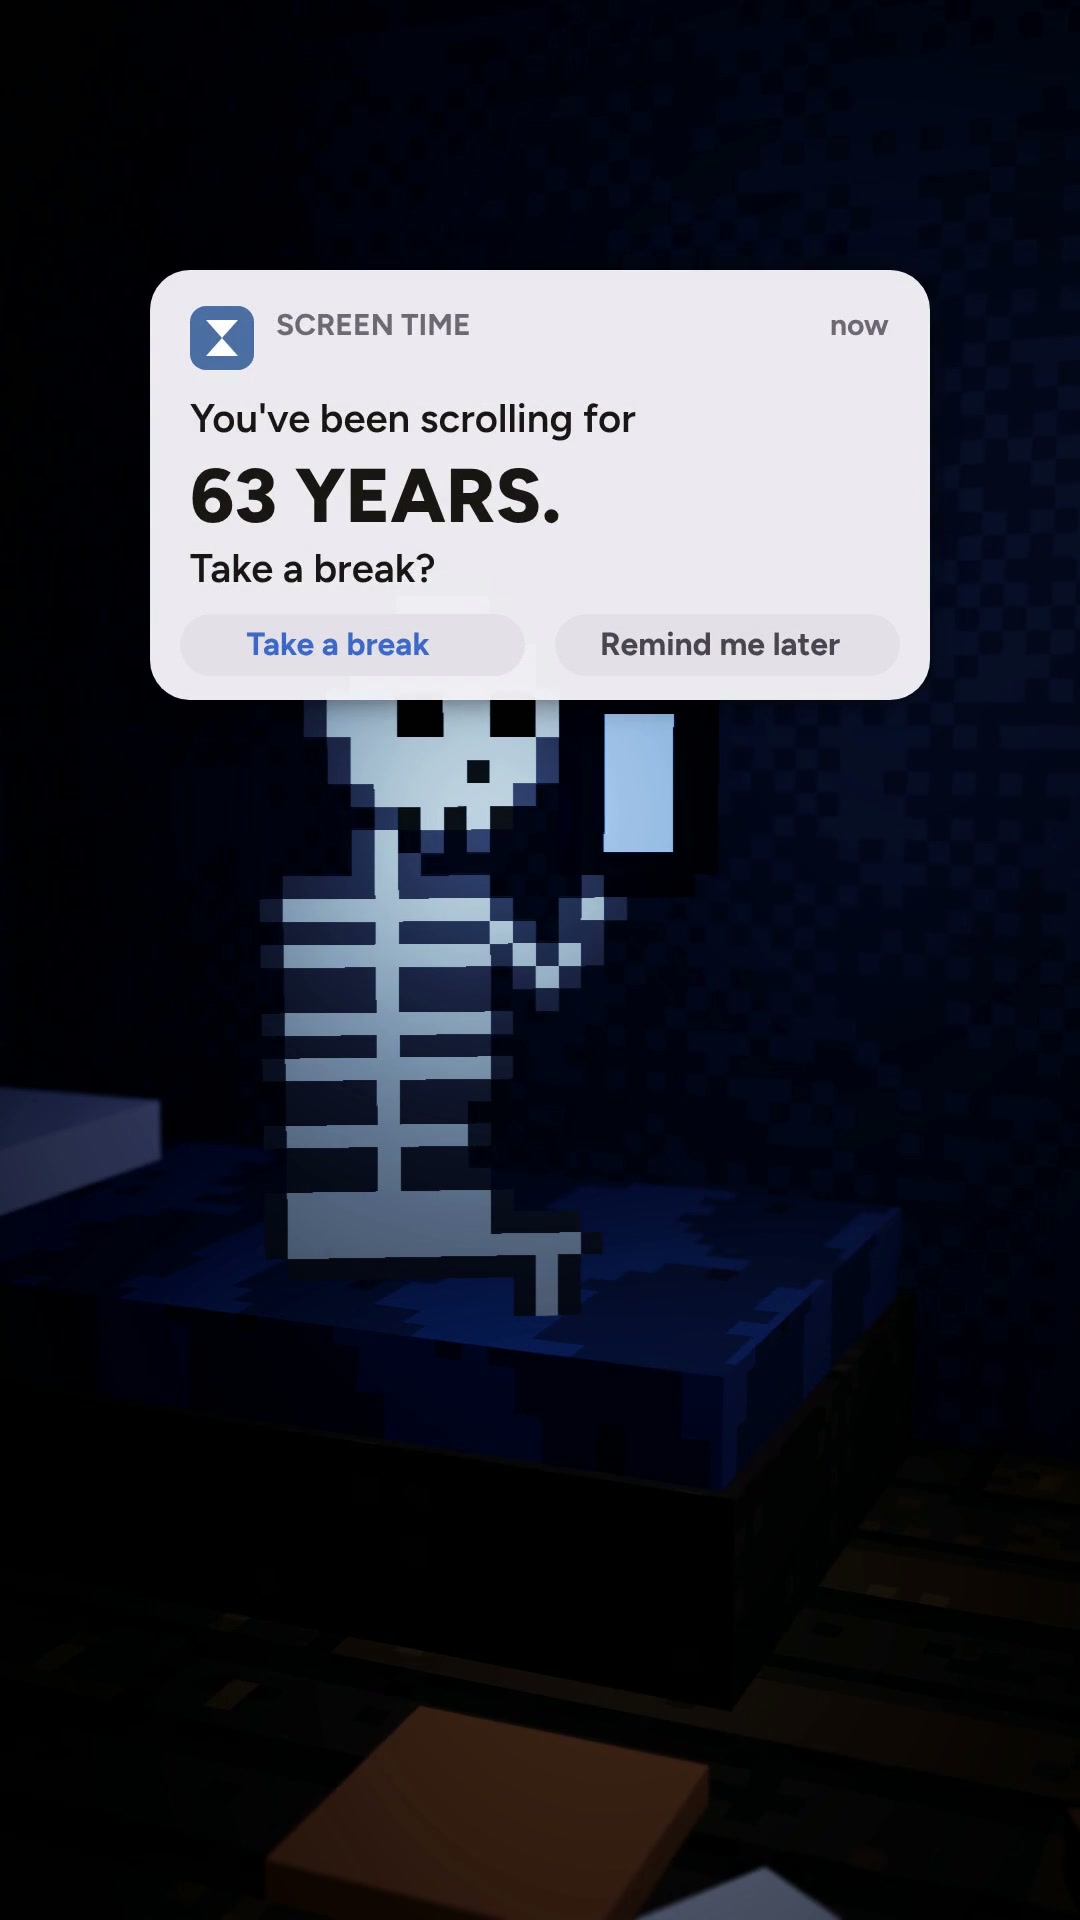 SCREEN TIME now
You've been scrolling for
63 YEARS.
Take a break?
Take a break Remind me later